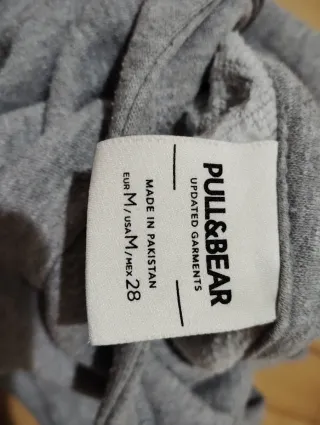 PULL&BEAR
UPDATED GARMENTS
MADE IN PAKISTAN
EUR M / USA M / MEX 28